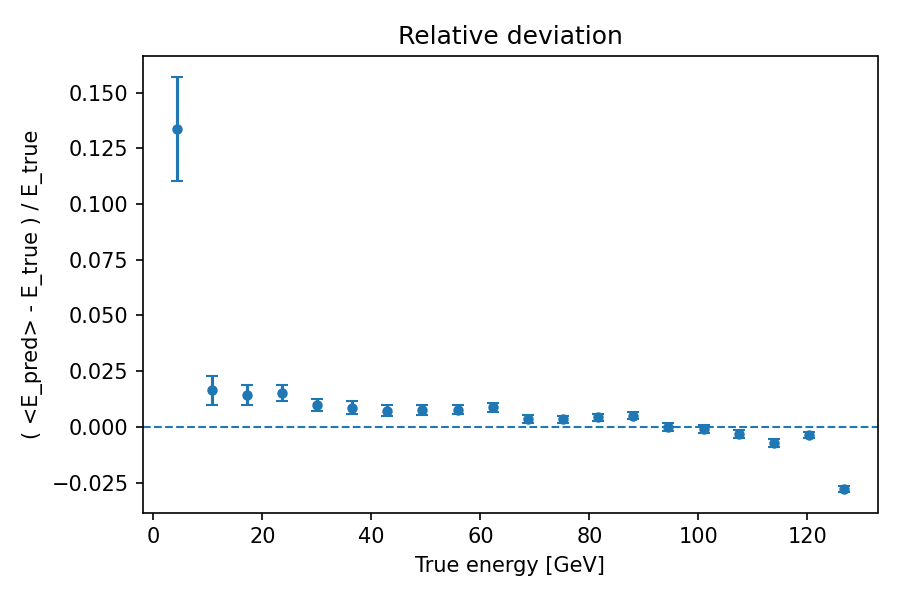 Relative deviation
( <E_pred> - E_true ) / E_true
0.150
0.125
0.100
0.075
0.050
0.025
0.000
−0.025
0 20 40 60 80 100 120
True energy [GeV]